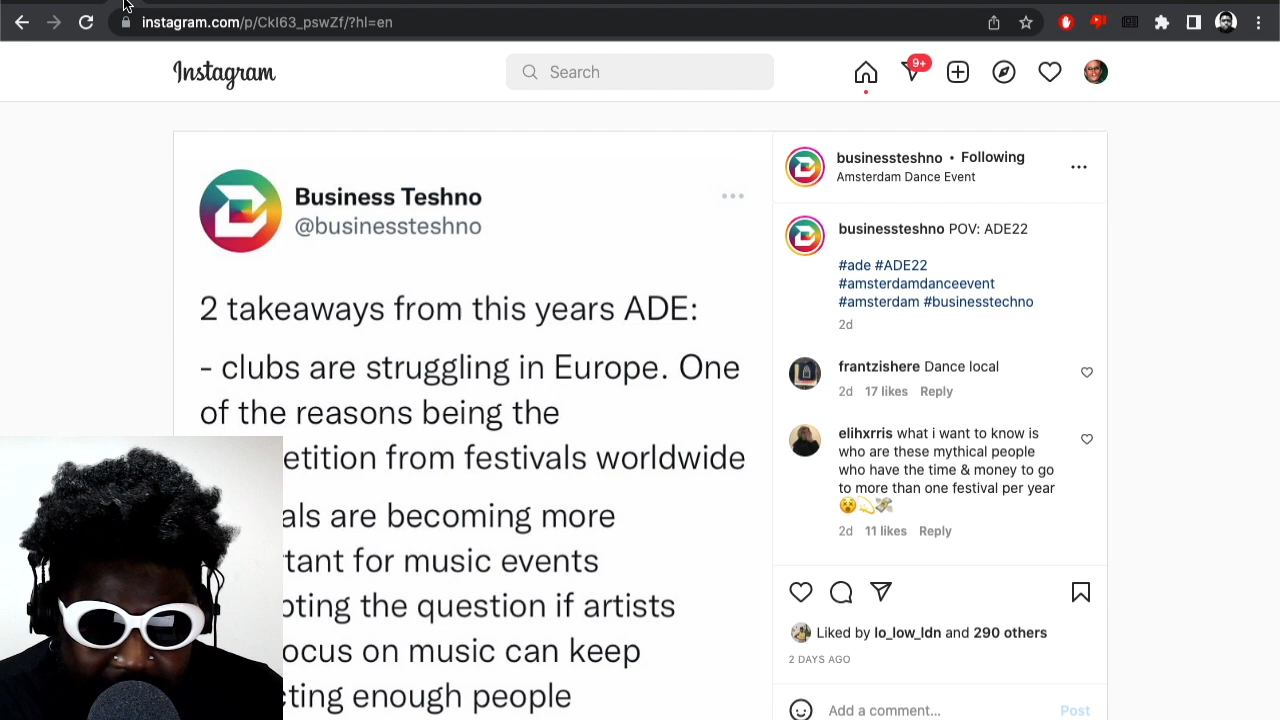 instagram.com/p/CkI63_pswZf/?hl=en
Instagram
Search
9+
Business Teshno
@businessteshno
2 takeaways from this years ADE:
- clubs are struggling in Europe. One
of the reasons being the
etition from festivals worldwide
als are becoming more
tant for music events
pting the question if artists
ocus on music can keep
cting enough people
businessteshno • Following
Amsterdam Dance Event
businessteshno POV: ADE22
#ade #ADE22
#amsterdamdanceevent
#amsterdam #businesstechno
2d
frantzishere Dance local
2d 17 likes Reply
elihxrris what i want to know is
who are these mythical people
who have the time & money to go
to more than one festival per year
😵💫💸
2d 11 likes Reply
Liked by lo_low_ldn and 290 others
2 DAYS AGO
Add a comment...
Post